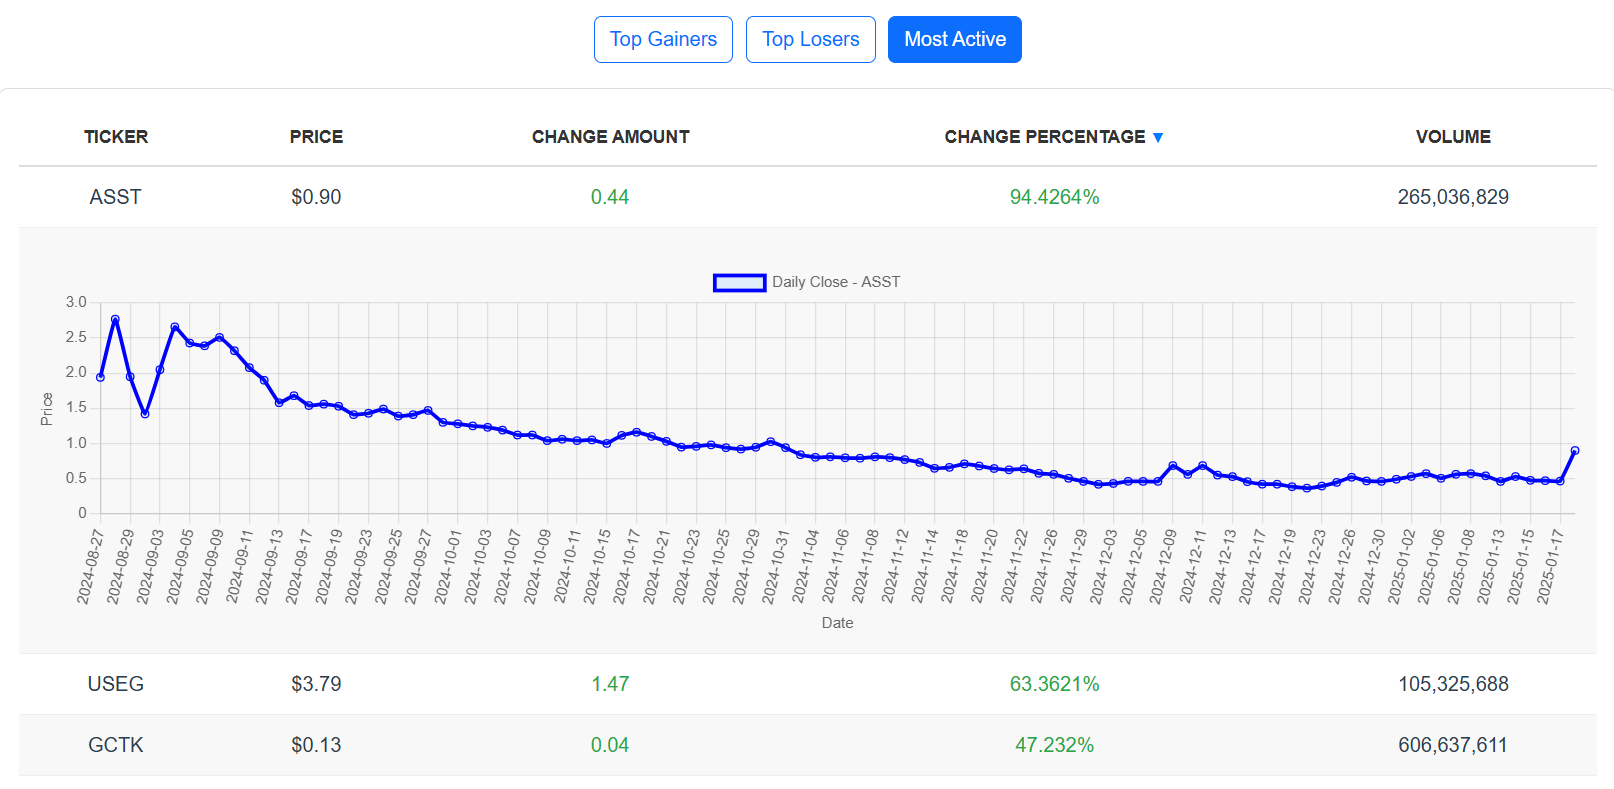 Top Gainers Top Losers Most Active
TICKER PRICE CHANGE AMOUNT CHANGE PERCENTAGE ▼ VOLUME
ASST $0.90 0.44 94.4264% 265,036,829
Daily Close - ASST
3.0
2.5
2.0
1.5
1.0
0.5
0
Price
2024-08-27 2024-08-29 2024-09-03 2024-09-05 2024-09-09 2024-09-11 2024-09-13 2024-09-17 2024-09-19 2024-09-23 2024-09-25 2024-09-27 2024-10-01 2024-10-03 2024-10-07 2024-10-09 2024-10-11 2024-10-15 2024-10-17 2024-10-21 2024-10-23 2024-10-25 2024-10-29 2024-10-31 2024-11-04 2024-11-06 2024-11-08 2024-11-12 2024-11-14 2024-11-18 2024-11-20 2024-11-22 2024-11-26 2024-11-29 2024-12-03 2024-12-05 2024-12-09 2024-12-11 2024-12-13 2024-12-17 2024-12-19 2024-12-23 2024-12-26 2024-12-30 2025-01-02 2025-01-06 2025-01-08 2025-01-13 2025-01-15 2025-01-17
Date
USEG $3.79 1.47 63.3621% 105,325,688
GCTK $0.13 0.04 47.232% 606,637,611